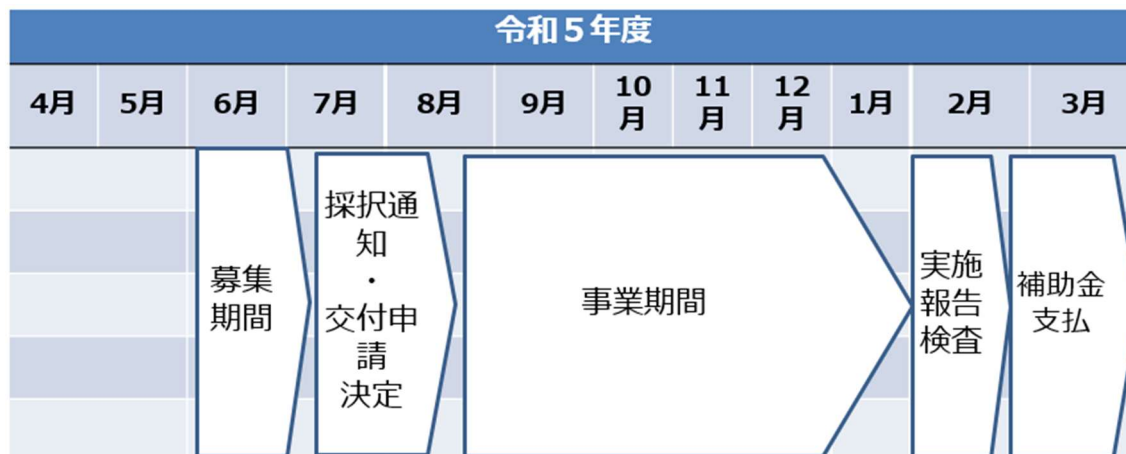 令和５年度
4月
5月
6月
7月
8月
9月
10
月
11
月
12
月
1月
2月
3月
募集
期間
採択通
知
・
交付申
請
決定
事業期間
実施
報告
検査
補助金
支払